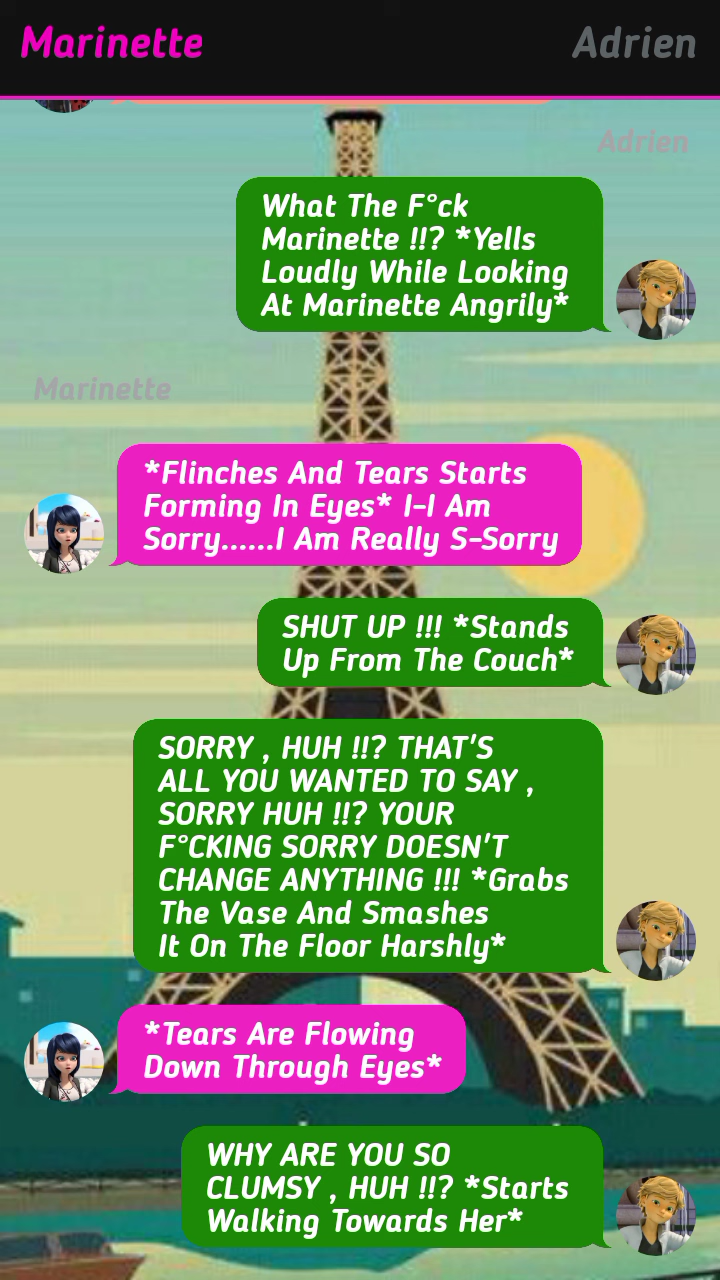 Marinette
Adrien
Adrien
What The F°ck
Marinette !!? *Yells
Loudly While Looking
At Marinette Angrily*
Marinette
*Flinches And Tears Starts
Forming In Eyes* I-I Am
Sorry......I Am Really S-Sorry
SHUT UP !!! *Stands
Up From The Couch*
SORRY , HUH !!? THAT'S
ALL YOU WANTED TO SAY ,
SORRY HUH !!? YOUR
F°CKING SORRY DOESN'T
CHANGE ANYTHING !!! *Grabs
The Vase And Smashes
It On The Floor Harshly*
*Tears Are Flowing
Down Through Eyes*
WHY ARE YOU SO
CLUMSY , HUH !!? *Starts
Walking Towards Her*